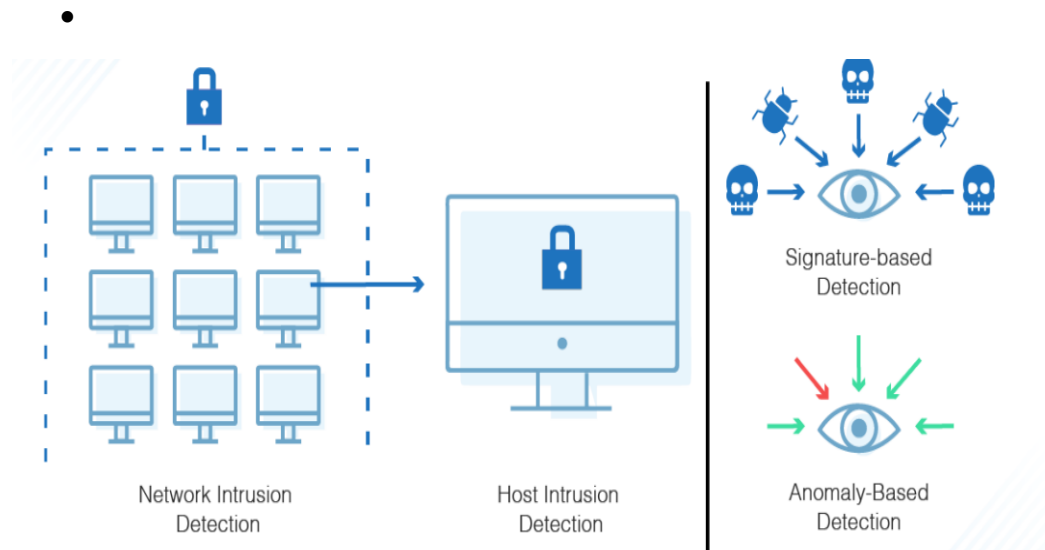 •
Network Intrusion
Detection
Host Intrusion
Detection
Signature-based
Detection
Anomaly-Based
Detection